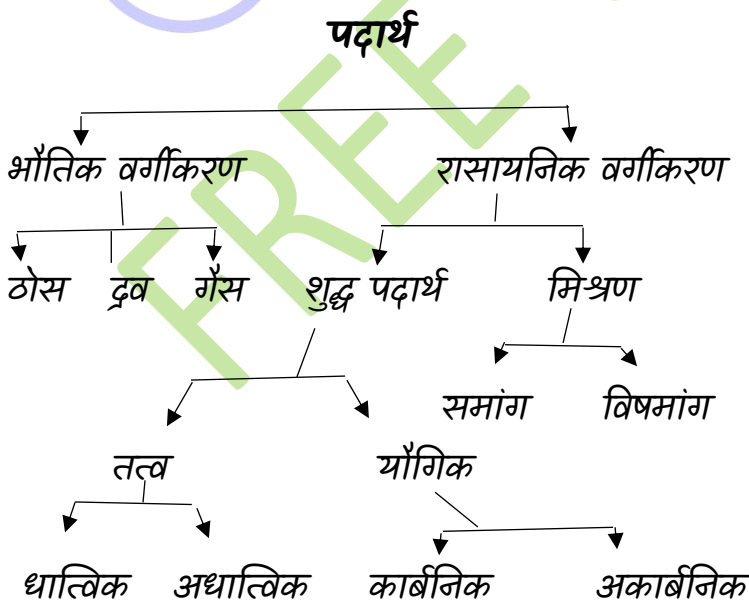 पदार्थ
भौतिक वर्गीकरण रासायनिक वर्गीकरण
ठोस द्रव गैस शुद्ध पदार्थ मिश्रण
समांग विषमांग
तत्व यौगिक
धात्विक अधात्विक कार्बनिक अकार्बनिक
FREE